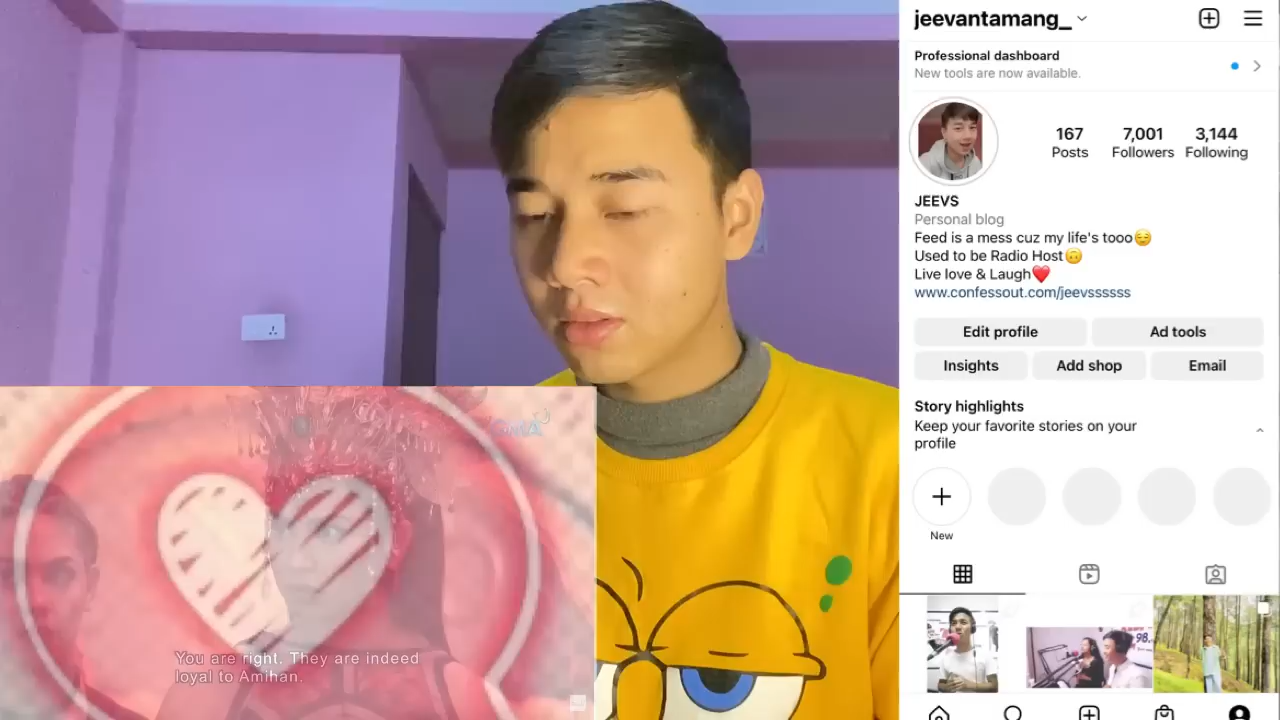 jeevantamang_
Professional dashboard
New tools are now available.
167
Posts
7,001
Followers
3,144
Following
JEEVS
Personal blog
Feed is a mess cuz my life's tooo😌
Used to be Radio Host🙃
Live love & Laugh❤️
www.confessout.com/jeevssssss
Edit profile
Ad tools
Insights
Add shop
Email
Story highlights
Keep your favorite stories on your
profile
New
98.
GMA
You are right. They are indeed
loyal to Amihan.